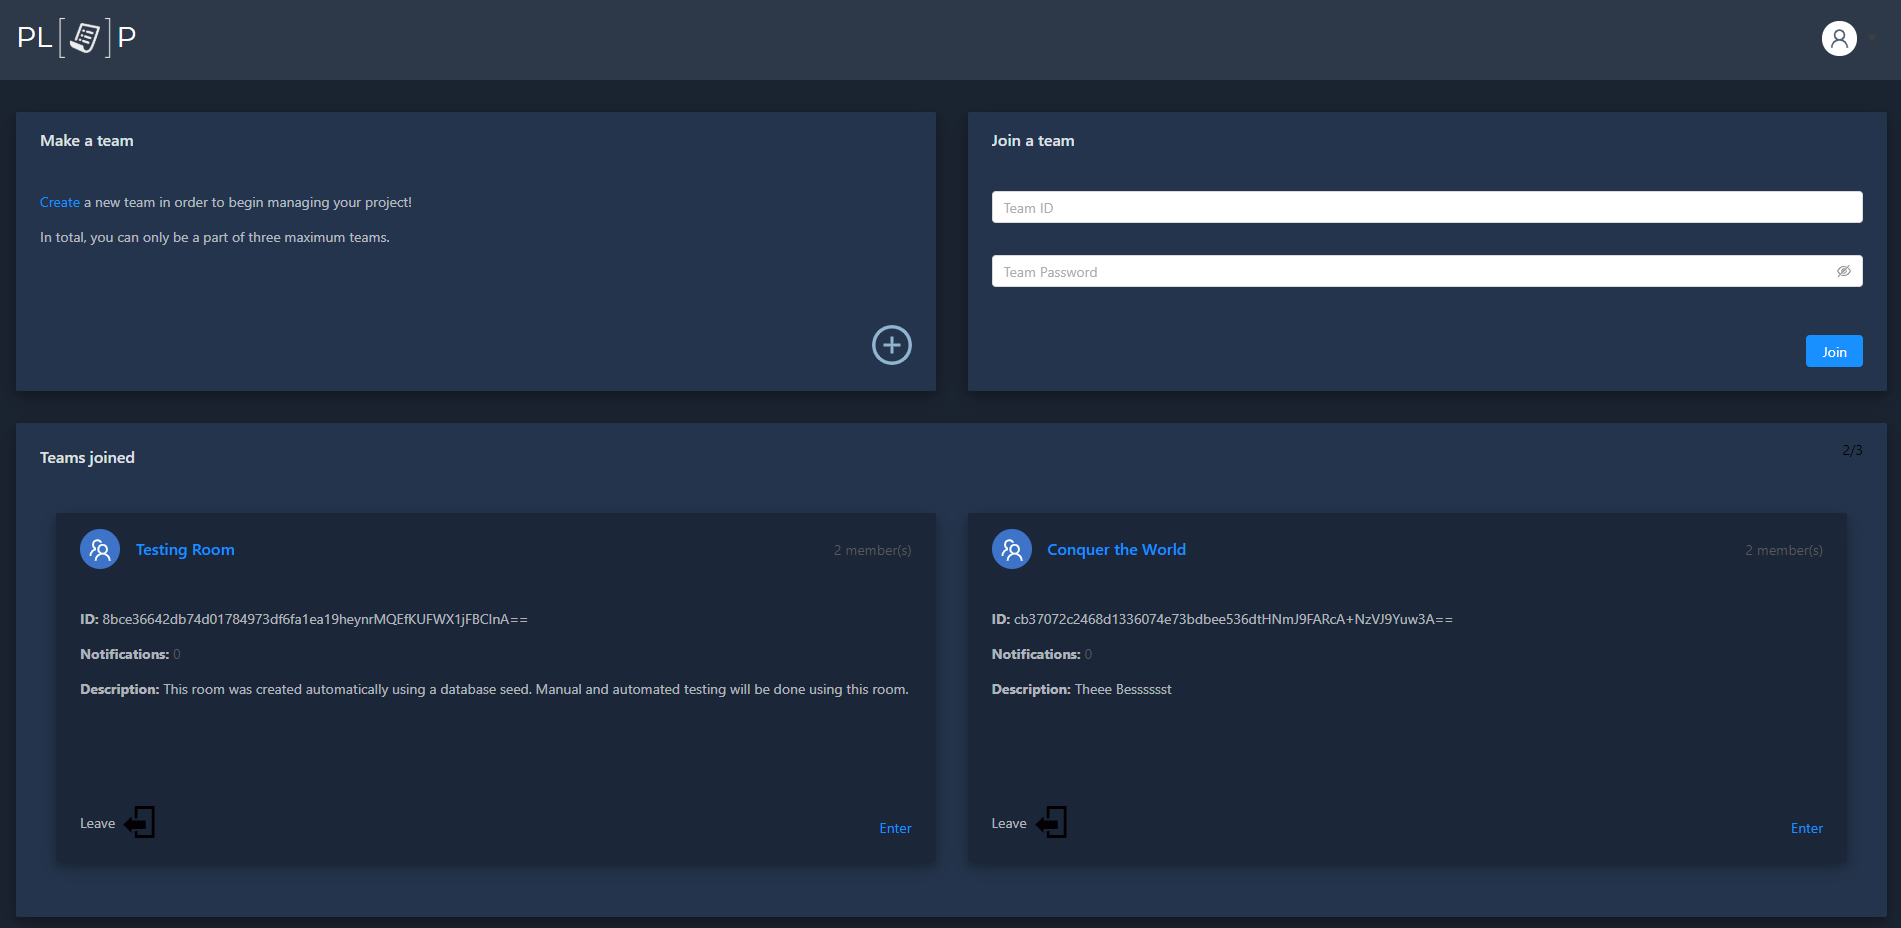 PL[ ]P
Make a team
Create a new team in order to begin managing your project!
In total, you can only be a part of three maximum teams.
Join a team
Team ID
Team Password
Join
Teams joined
2/3
Testing Room
2 member(s)
ID: 8bce36642db74d01784973df6fa1ea19heynrMQEfKUFWX1jFBCInA==
Notifications: 0
Description: This room was created automatically using a database seed. Manual and automated testing will be done using this room.
Leave
Enter
Conquer the World
2 member(s)
ID: cb37072c2468d1336074e73bdbee536dtHNmJ9FARcA+NzVJ9Yuw3A==
Notifications: 0
Description: Theee Besssssst
Leave
Enter